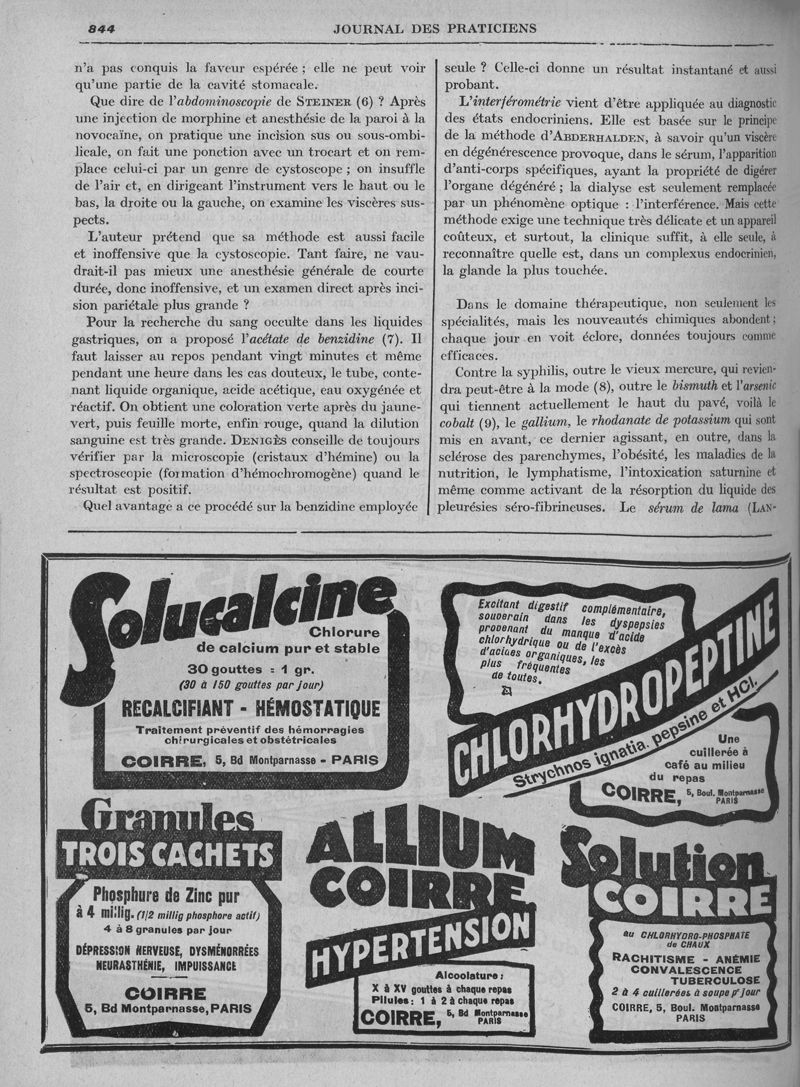 844
JOURNAL DES PRATICIENS
n'a pas conquis la faveur espérée ; elle ne peut voir
qu'une partie de la cavité stomacale.
Que dire de l'abdominoscopie de STEINER (6) ? Après
une injection de morphine et anesthésie de la paroi à la
novocaïne, on pratique une incision sus ou sous-ombi-
licale, on fait une ponction avec un trocart et on rem-
place celui-ci par un genre de cystoscope ; on insuffle
de l'air et, en dirigeant l'instrument vers le haut ou le
bas, la droite ou la gauche, on examine les viscères sus-
pects.
L'auteur prétend que sa méthode est aussi facile
et inoffensive que la cystoscopie. Tant faire, ne vau-
drait-il pas mieux une anesthésie générale de courte
durée, donc inoffensive, et un examen direct après inci-
sion pariétale plus grande ?
Pour la recherche du sang occulte dans les liquides
gastriques, on a proposé l'acétate de benzidine (7). Il
faut laisser au repos pendant vingt minutes et même
pendant une heure dans les cas douteux, le tube, conte-
nant liquide organique, acide acétique, eau oxygénée et
réactif. On obtient une coloration verte après du jaune-
vert, puis feuille morte, enfin rouge, quand la dilution
sanguine est très grande. DENIGÈS conseille de toujours
vérifier par la microscopie (cristaux d'hémine) ou la
spectroscopie (formation d'hémochromogène) quand le
résultat est positif.
Quel avantage a ce procédé sur la benzidine employée
seule ? Celle-ci donne un résultat instantané et aussi
probant.
L'interférométrie vient d'être appliquée au diagnostic
des états endocriniens. Elle est basée sur le principe
de la méthode d'ABDERHALDEN, à savoir qu'un viscère
en dégénérescence provoque, dans le sérum, l'apparition
d'anti-corps spécifiques, ayant la propriété de digérer
l'organe dégénéré ; la dialyse est seulement remplacée
par un phénomène optique : l'interférence. Mais cette
méthode exige une technique très délicate et un appareil
coûteux, et surtout, la clinique suffit, à elle seule, à
reconnaître quelle est, dans un complexus endocrinien,
la glande la plus touchée.
Dans le domaine thérapeutique, non seulement les
spécialités, mais les nouveautés chimiques abondent ;
chaque jour en voit éclore, données toujours comme
efficaces.
Contre la syphilis, outre le vieux mercure, qui revien-
dra peut-être à la mode (8), outre le bismuth et l'arsenic
qui tiennent actuellement le haut du pavé, voilà le
cobalt (9), le gallium, le rhodanate de potassium qui sont
mis en avant, ce dernier agissant, en outre, dans la
sclérose des parenchymes, l'obésité, les maladies de la
nutrition, le lymphatisme, l'intoxication saturnine et
même comme activant de la résorption du liquide des
pleurésies séro-fibrineuses. Le sérum de lama (LAN-
Solucalcine
Chlorure
de calcium pur et stable
30 gouttes = 1 gr.
(30 à 150 gouttes par jour)
RECALCIFIANT - HÉMOSTATIQUE
Traitement préventif des hémorragies
chirurgicales et obstétricales
COIRRE, 5, Bd Montparnasse - PARIS
Excitant digestif complémentaire,
souverain dans les dyspepsies
provenant du manque d'acide
chlorhydrique ou de l'excès
d'acides organiques, les
plus fréquentes
de toutes.
CHLORHYDROPEPTINE
Strychnos ignatia. pepsine et HCl.
Une
cuillerée à
café au milieu
du repas
COIRRE, 5, Boul. Montparnasse
PARIS
Granules
TROIS CACHETS
Phosphure de Zinc pur
à 4 millig. (1/2 millig phosphore actif)
4 à 8 granules par jour
DÉPRESSION NERVEUSE, DYSMÉNORRÉES
NEURASTHÉNIE, IMPUISSANCE
COIRRE
5, Bd Montparnasse, PARIS
ALLIUM
COIRRE
HYPERTENSION
Alcoolature :
X à XV gouttes à chaque repas
Pilules : 1 à 2 à chaque repas
COIRRE, 5, Bd Montparnasse
PARIS
Solution
COIRRE
au CHLORHYDRO-PHOSPHATE
de CHAUX
RACHITISME - ANÉMIE
CONVALESCENCE
TUBERCULOSE
2 à 4 cuillerées à soupe pr jour
COIRRE, 5, Boul. Montparnasse
PARIS